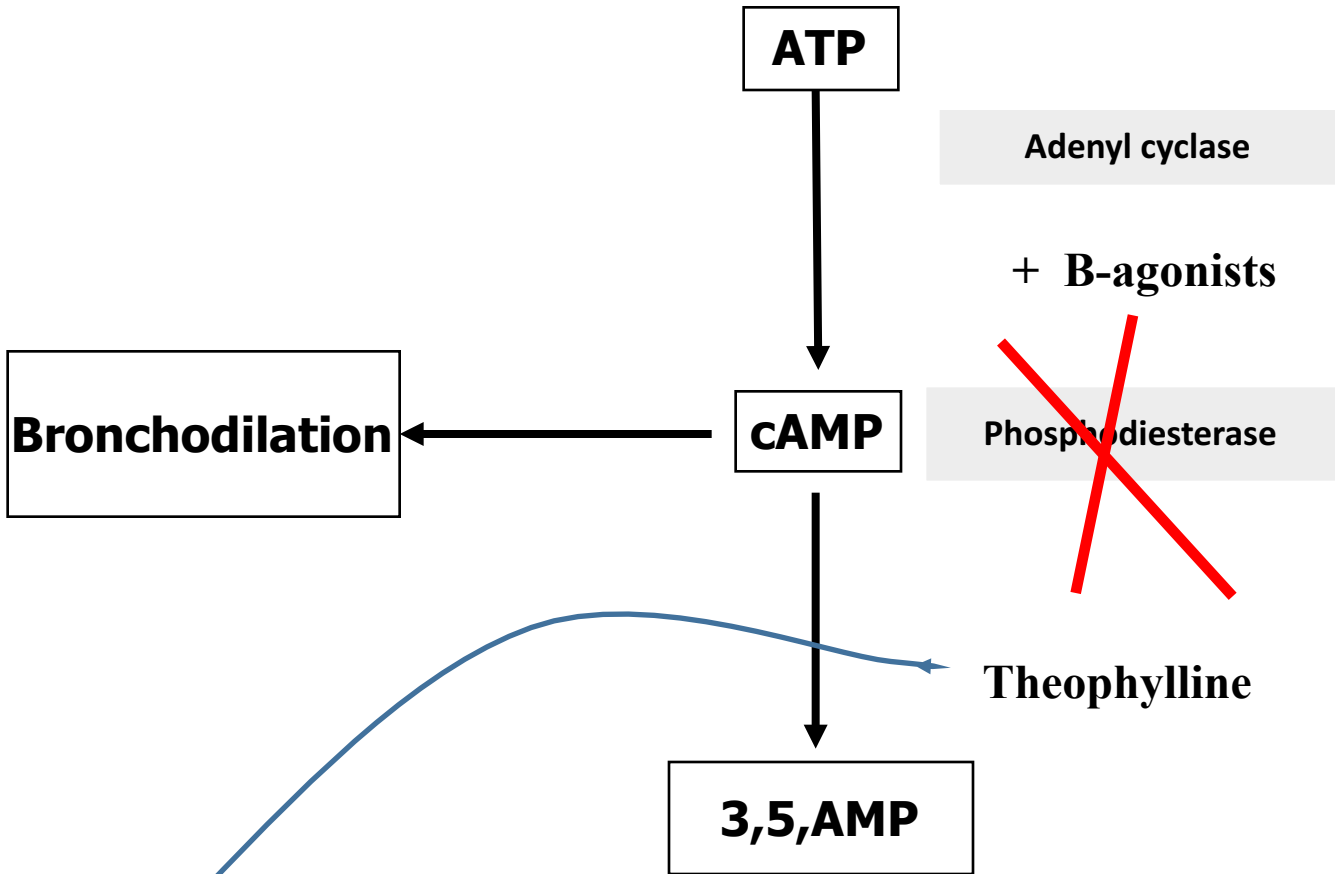 ATP
Adenyl cyclase
+ B-agonists
Bronchodilation
cAMP
Phosphodiesterase
Theophylline
3,5,AMP